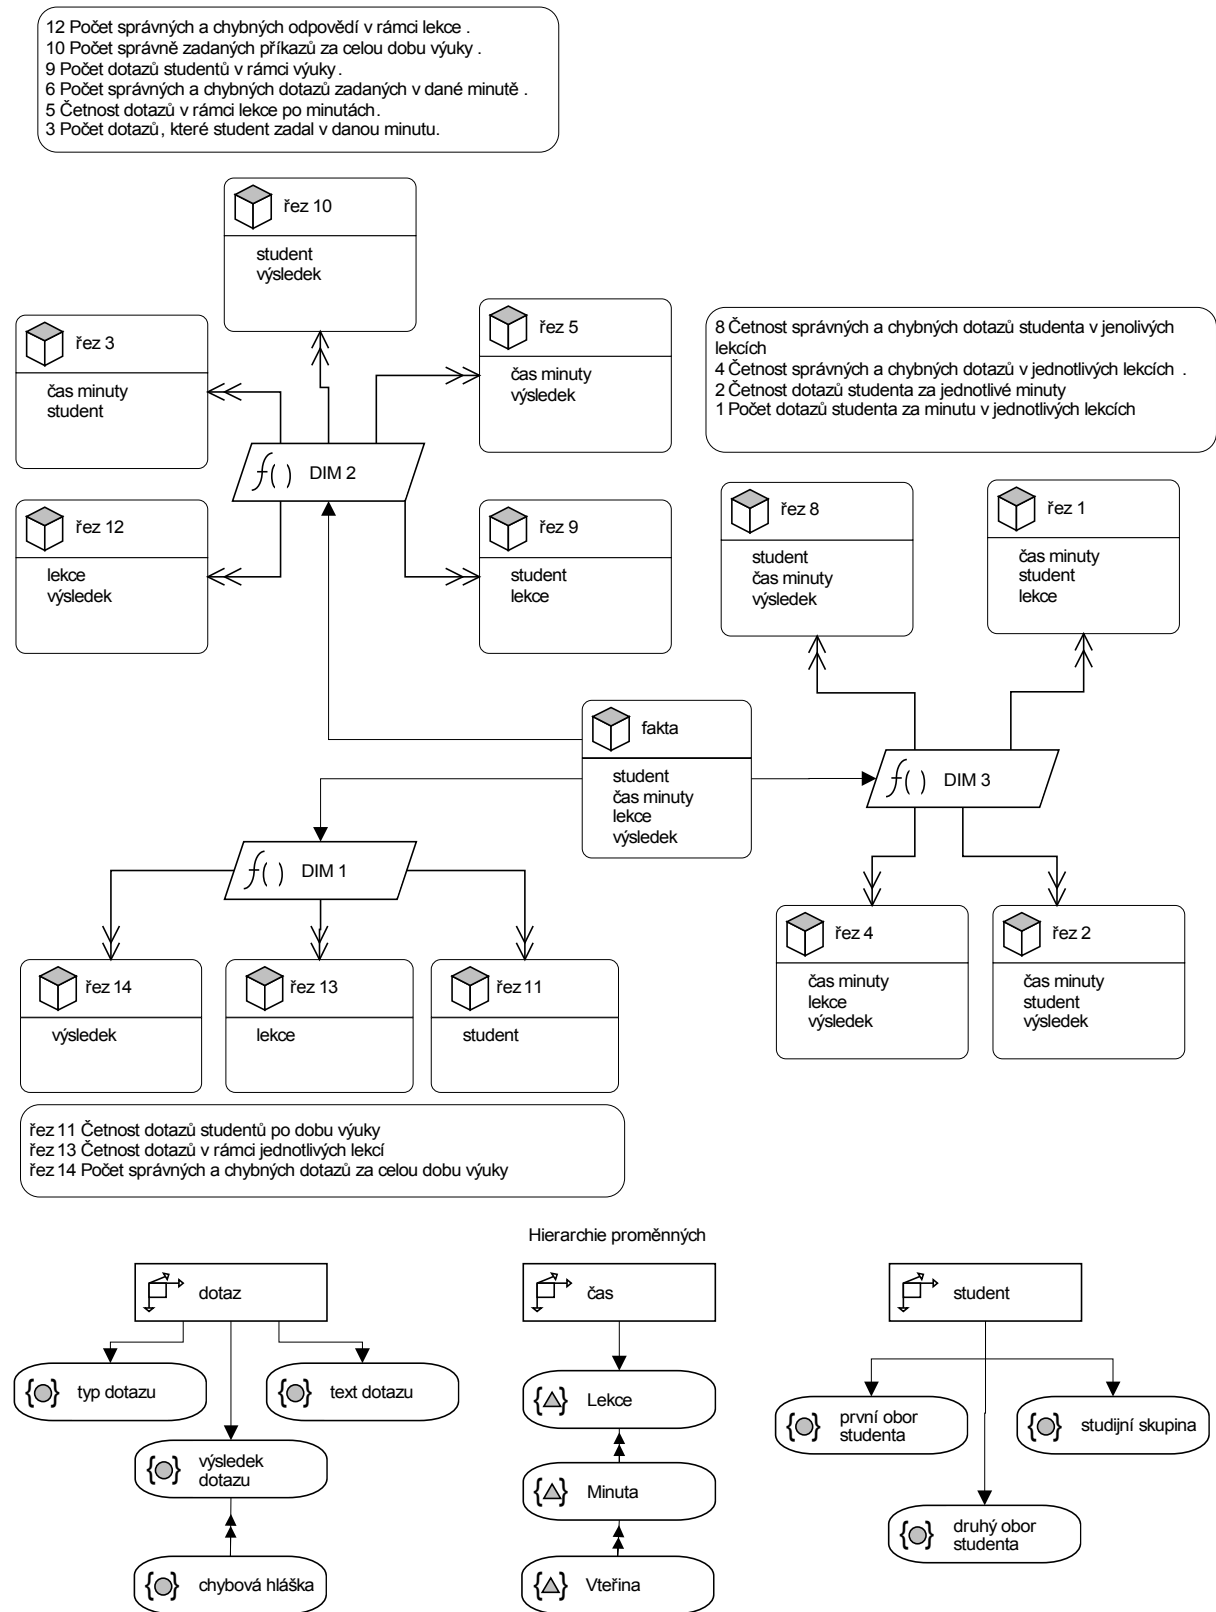 12 Počet správných a chybných odpovědí v rámci lekce .
10 Počet správně zadaných příkazů za celou dobu výuky .
9 Počet dotazů studentů v rámci výuky .
6 Počet správných a chybných dotazů zadaných v dané minutě .
5 Četnost dotazů v rámci lekce po minutách.
3 Počet dotazů , které student zadal v danou minutu.
řez 10
student
výsledek
řez 3
čas minuty
student
řez 5
čas minuty
výsledek
8 Četnost správných a chybných dotazů studenta v jenolivých
lekcích
4 Četnost správných a chybných dotazů v jednotlivých lekcích .
2 Četnost dotazů studenta za jednotlivé minuty
1 Počet dotazů studenta za minutu v jednotlivých lekcích
f( ) DIM 2
řez 12
lekce
výsledek
řez 9
student
lekce
řez 8
student
čas minuty
výsledek
řez 1
čas minuty
student
lekce
fakta
student
čas minuty
lekce
výsledek
f( ) DIM 3
f( ) DIM 1
řez 4
čas minuty
lekce
výsledek
řez 2
čas minuty
student
výsledek
řez 14
výsledek
řez 13
lekce
řez 11
student
řez 11 Četnost dotazů studentů po dobu výuky
řez 13 Četnost dotazů v rámci jednotlivých lekcí
řez 14 Počet správných a chybných dotazů za celou dobu výuky
Hierarchie proměnných
dotaz
čas
student
typ dotazu
text dotazu
výsledek
dotazu
chybová hláška
Lekce
Minuta
Vteřina
první obor
studenta
studijní skupina
druhý obor
studenta